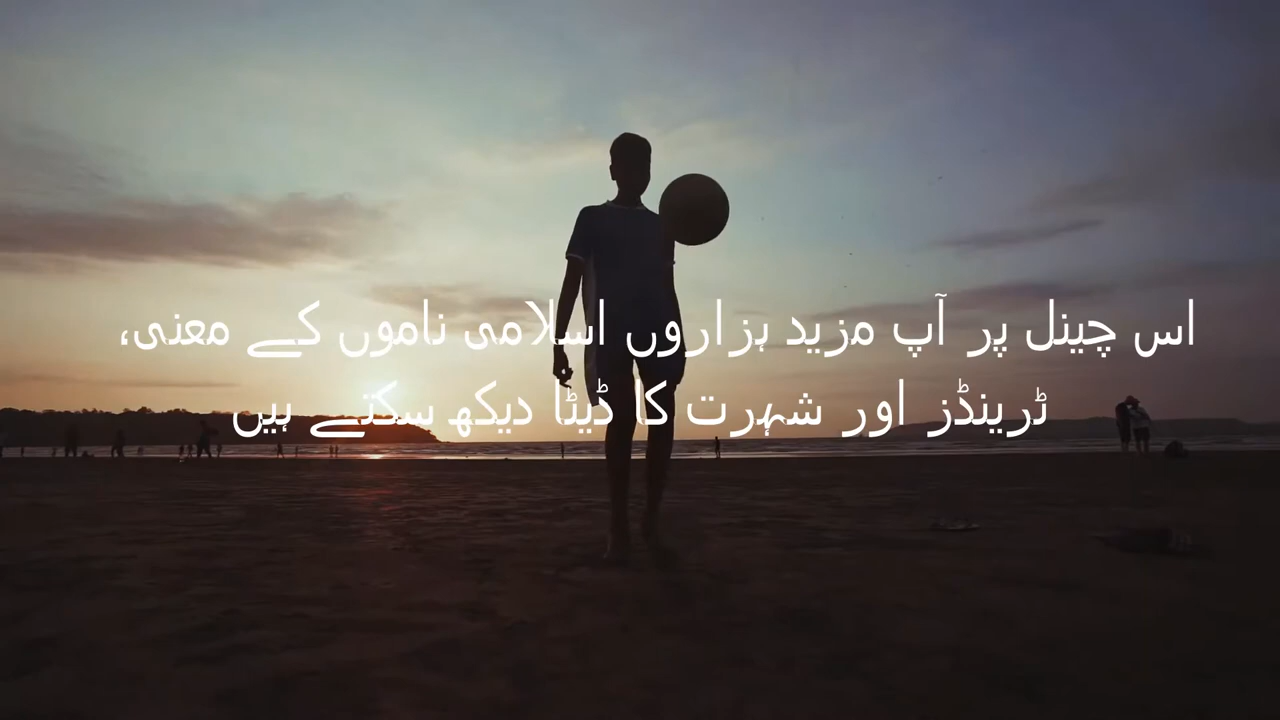 اس چینل پر آپ مزید ہزاروں اسلامی ناموں کے معنی،
ٹرینڈز اور شہرت کا ڈیٹا دیکھ سکتے ہیں